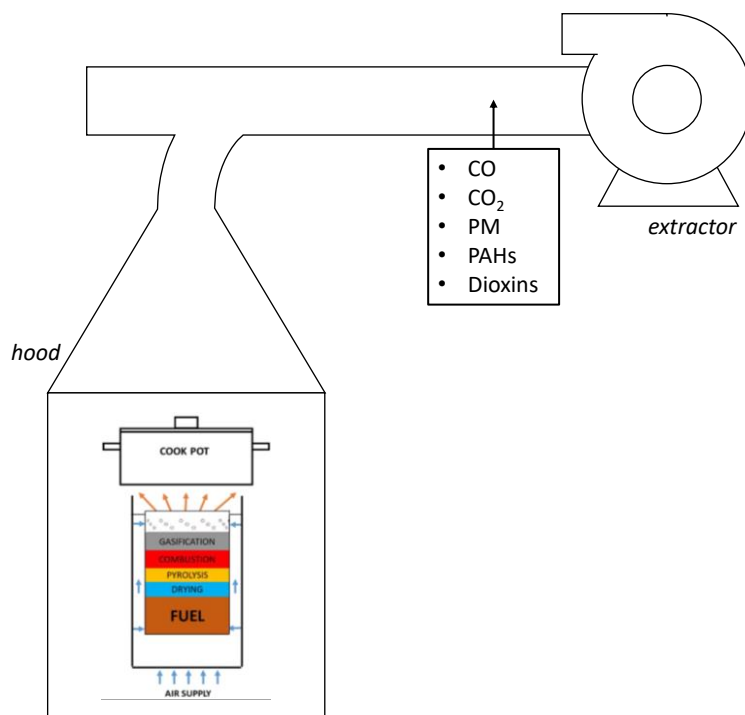 • CO
• CO₂
• PM
• PAHs
• Dioxins
extractor
hood
COOK POT
GASIFICATION
COMBUSTION
PYROLYSIS
DRYING
FUEL
AIR SUPPLY